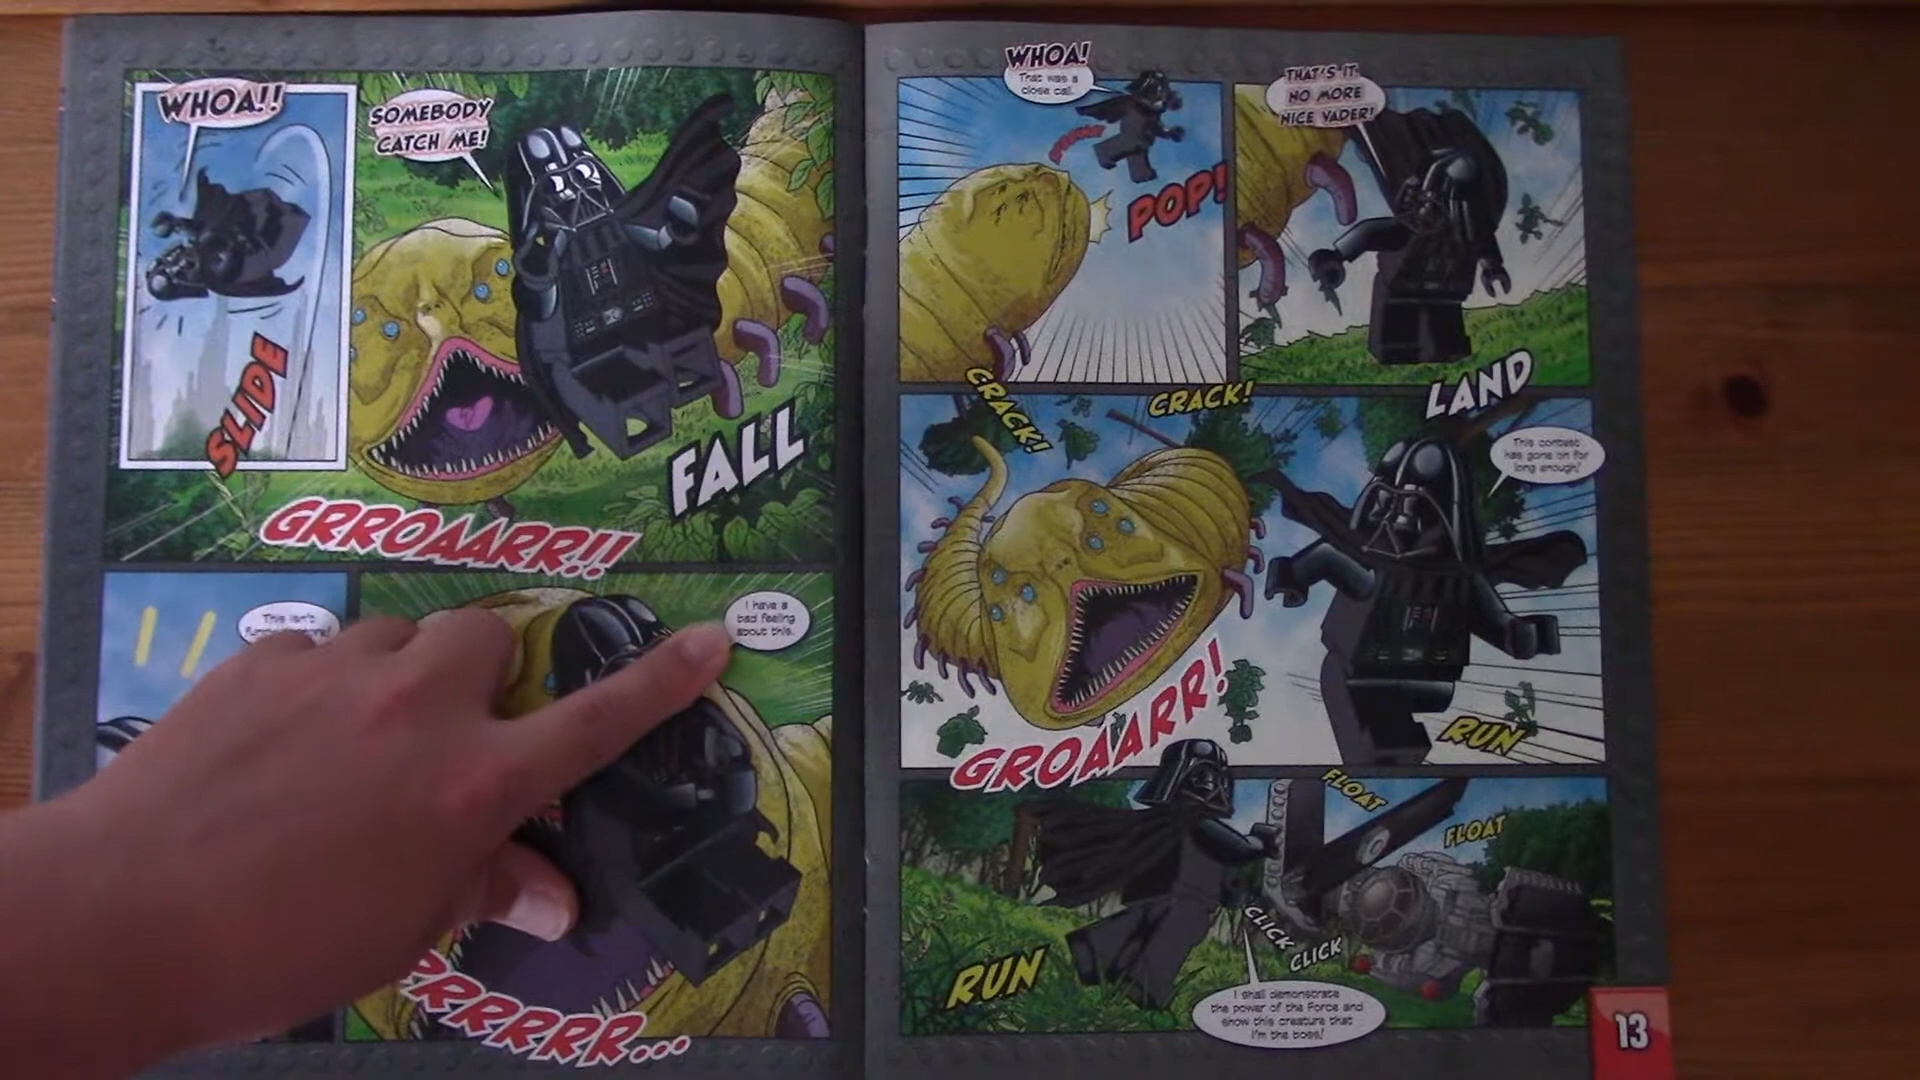 WHOA!!
SLIDE
SOMEBODY
CATCH ME!
FALL
GRROAARR!!
This isn't
I have a
bad feeling
about this.
WHOA!
That was a
close call.
POP!
THAT'S IT.
NO MORE
NICE VADER!
LAND
CRACK!
CRACK!
This contest
has gone on for
long enough!
GROAARR!
RUN
FLOAT
FLOAT
RUN
CLICK
CLICK
I shall demonstrate
the power of the Force and
show this creature that
I'm the boss!
13